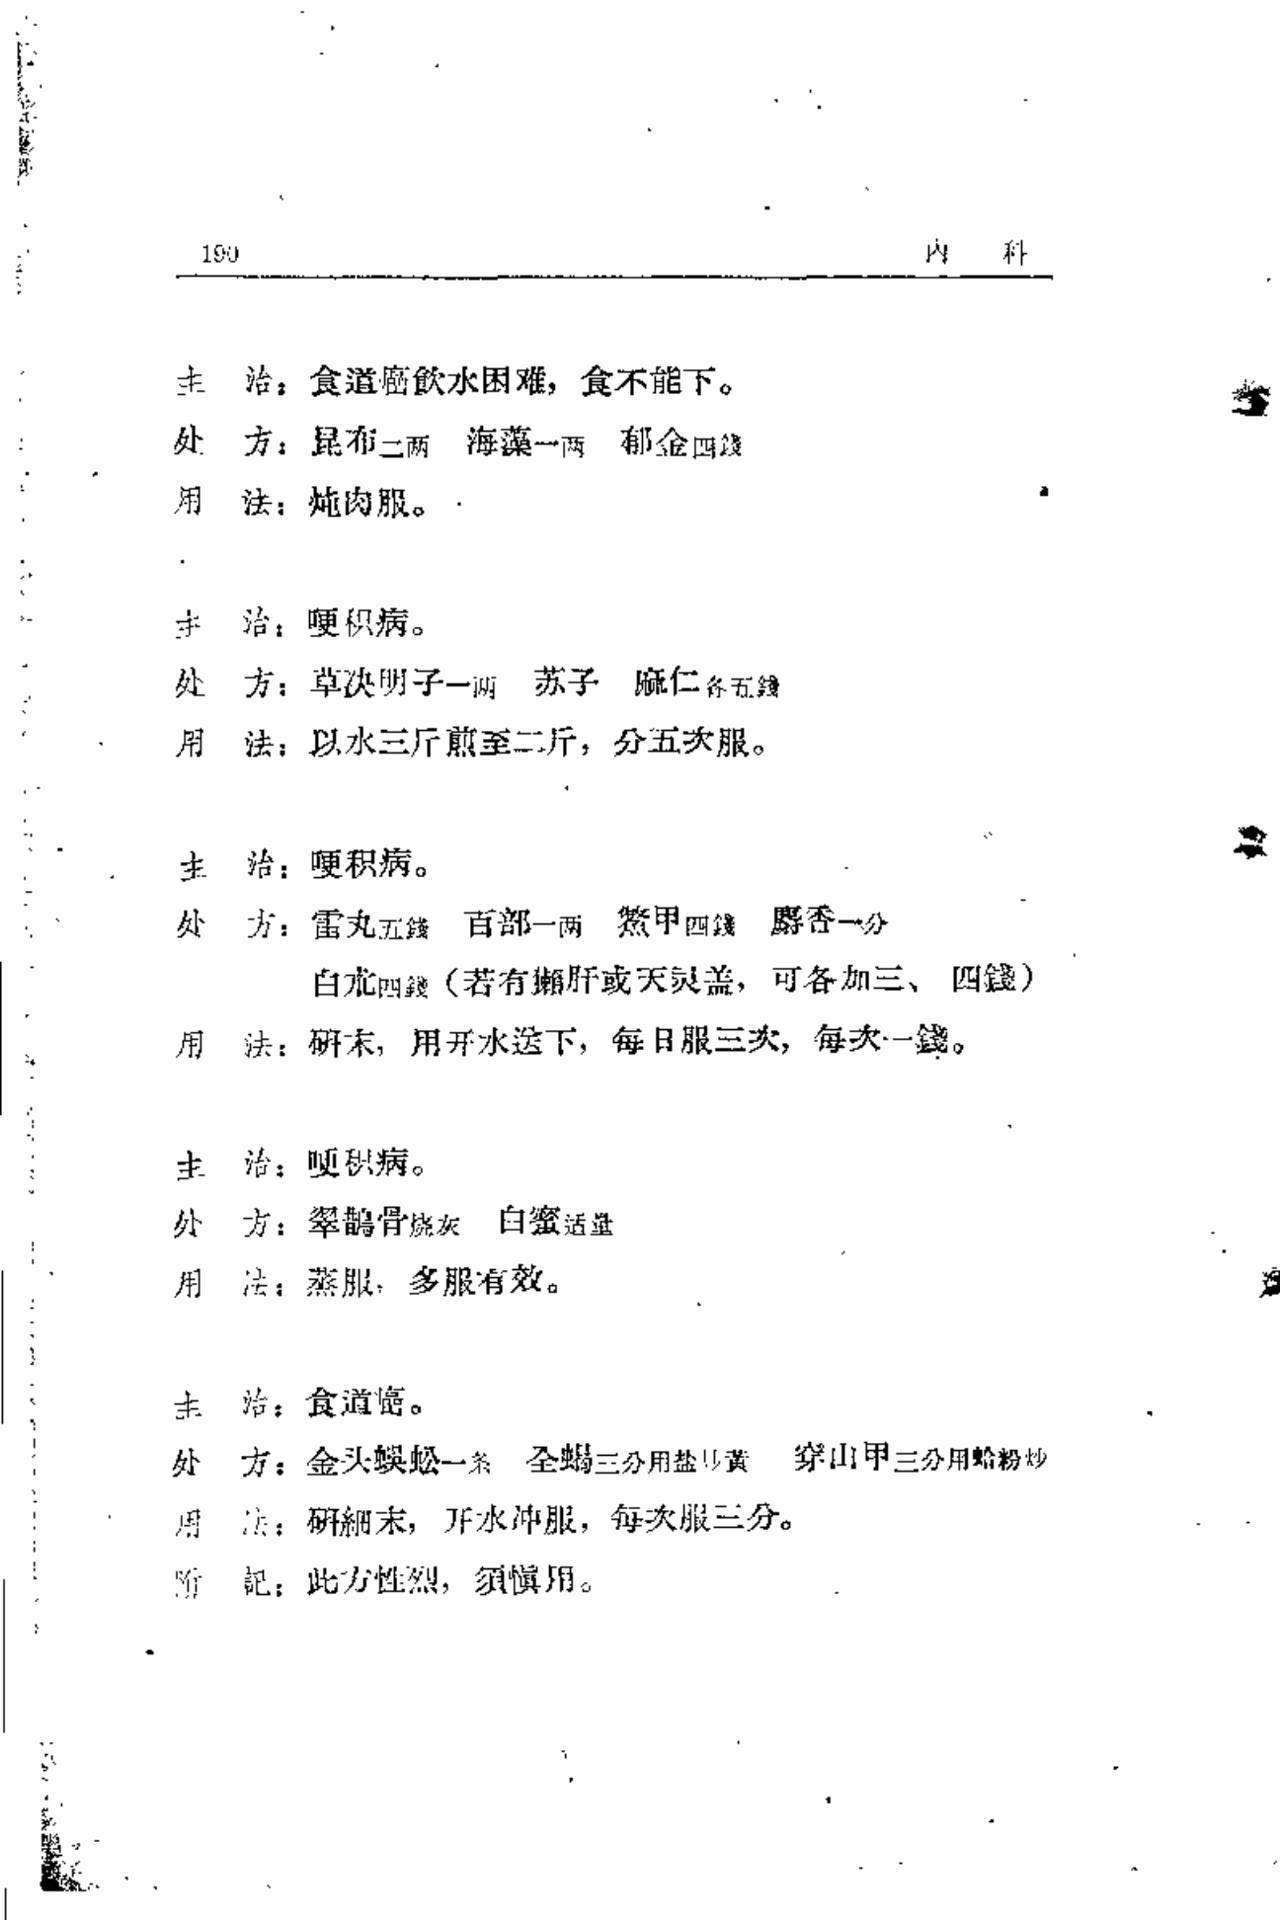 190 内 科
主 治：食道癌飲水困难，食不能下。
处 方：昆布二两 海藻一两 郁金四錢
用 法：炖肉服。
主 治：哽积病。
处 方：草决明子一两 苏子 麻仁各五錢
用 法：以水三斤煎至二斤，分五次服。
主 治：哽积病。
处 方：雷丸五錢 百部一两 鱉甲四錢 麝香一分
白朮四錢（若有獺肝或天灵盖，可各加三、四錢）
用 法：研末，用开水送下，每日服三次，每次一錢。
主 治：哽积病。
处 方：翠鵲骨烧灰 白蜜适量
用 法：蒸服，多服有效。
主 治：食道癌。
处 方：金头蜈蚣一条 全蝎三分用盐炒黃 穿山甲三分用蛤粉炒
用 法：研細末，开水冲服，每次服三分。
附 記：此方性烈，須愼用。